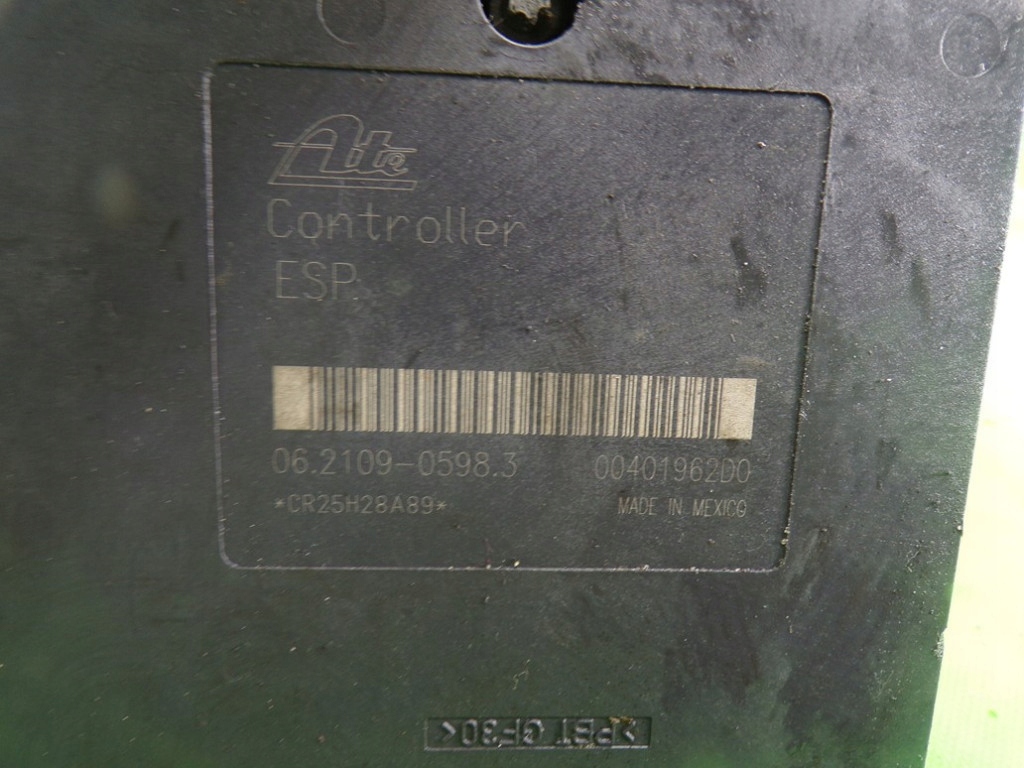 Ate
Controller
ESP
06.2109-0598.3 00401962D0
*CR25H28A89* MADE IN MEXICO
>PBT GF30<